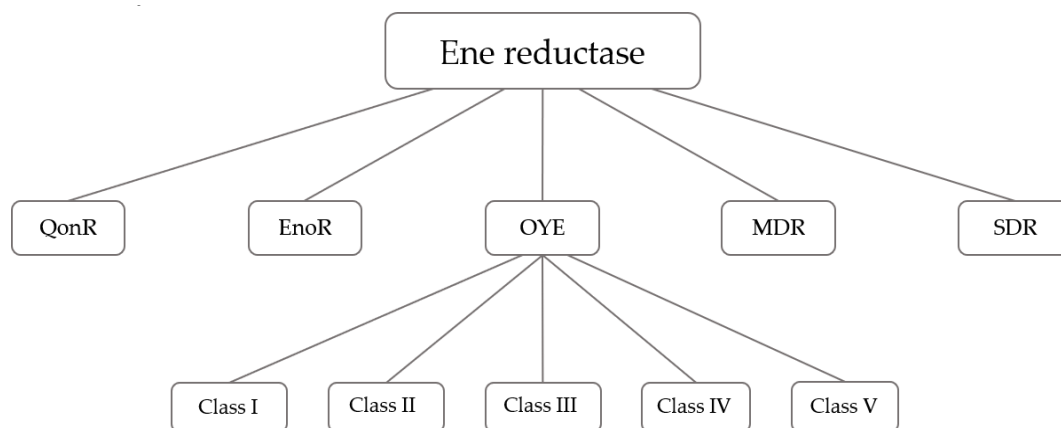 Ene reductase
QonR
EnoR
OYE
MDR
SDR
Class I
Class II
Class III
Class IV
Class V